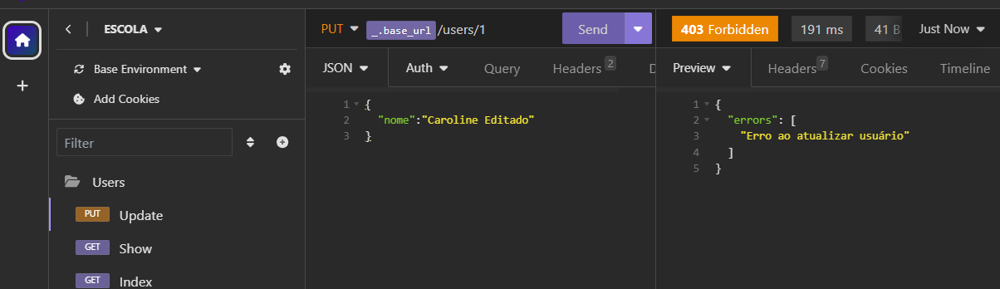 ESCOLA
Base Environment
Add Cookies
Filter
Users
PUT Update
GET Show
GET Index
PUT _.base_url /users/1 Send
JSON Auth Query Headers 2
1 {
2 "nome":"Caroline Editado"
3 }
403 Forbidden 191 ms 41 B Just Now
Preview Headers 7 Cookies Timeline
1 {
2 "errors": [
3 "Erro ao atualizar usuário"
4 ]
5 }